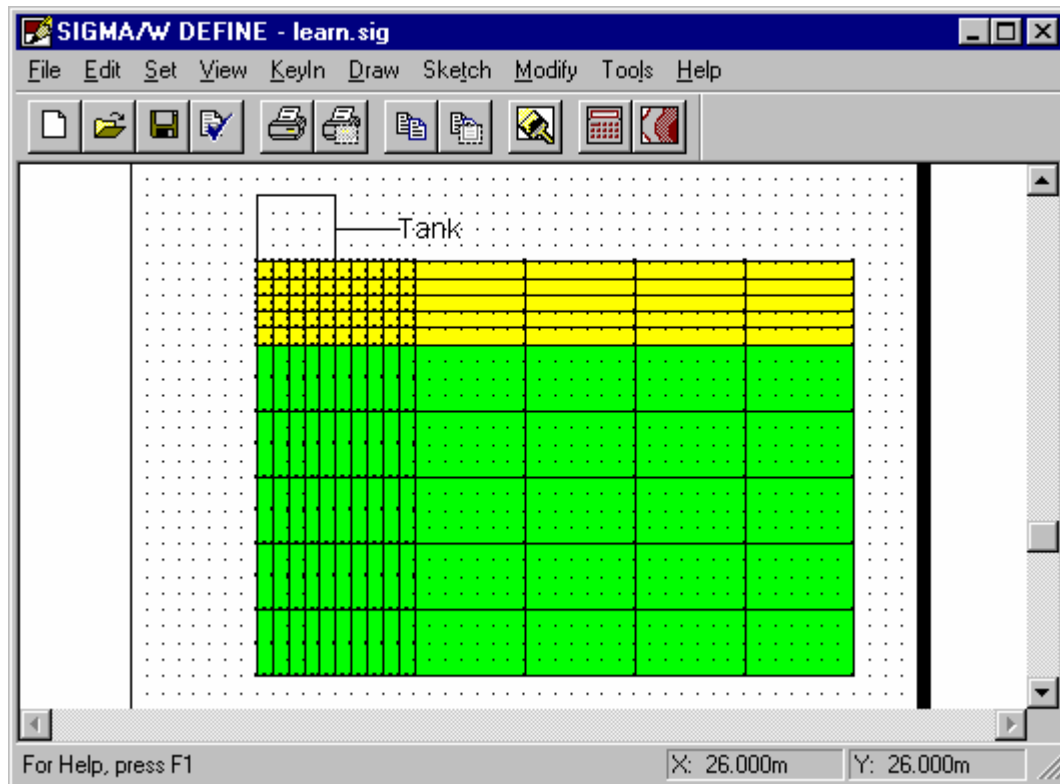 SIGMA/W DEFINE - learn.sig
File Edit Set View KeyIn Draw Sketch Modify Tools Help
Tank
For Help, press F1 X: 26.000m Y: 26.000m